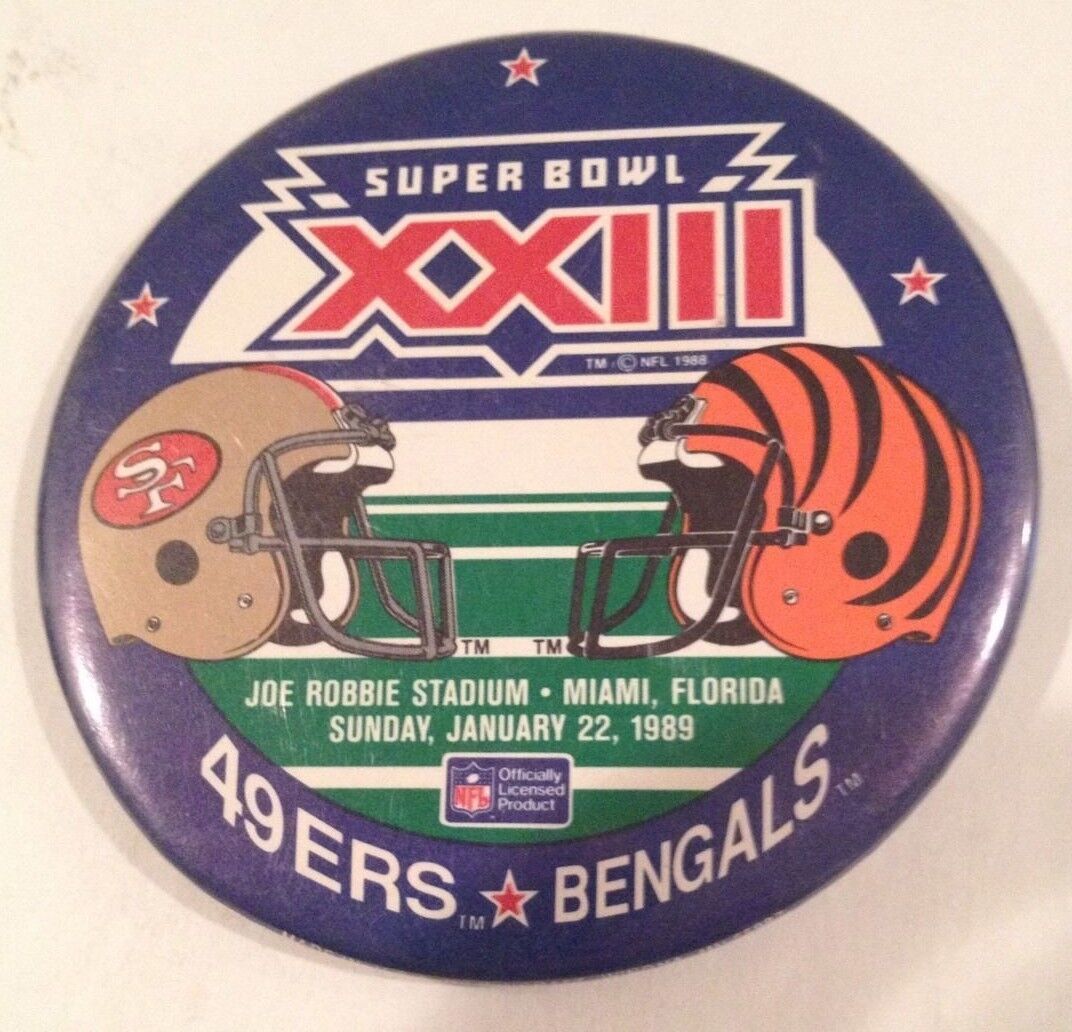 SUPER BOWL
XXIII
TM · © NFL 1988
SF
TM TM
JOE ROBBIE STADIUM • MIAMI, FLORIDA
SUNDAY, JANUARY 22, 1989
NFL
Officially
Licensed
Product
49ERS TM ★ BENGALS TM